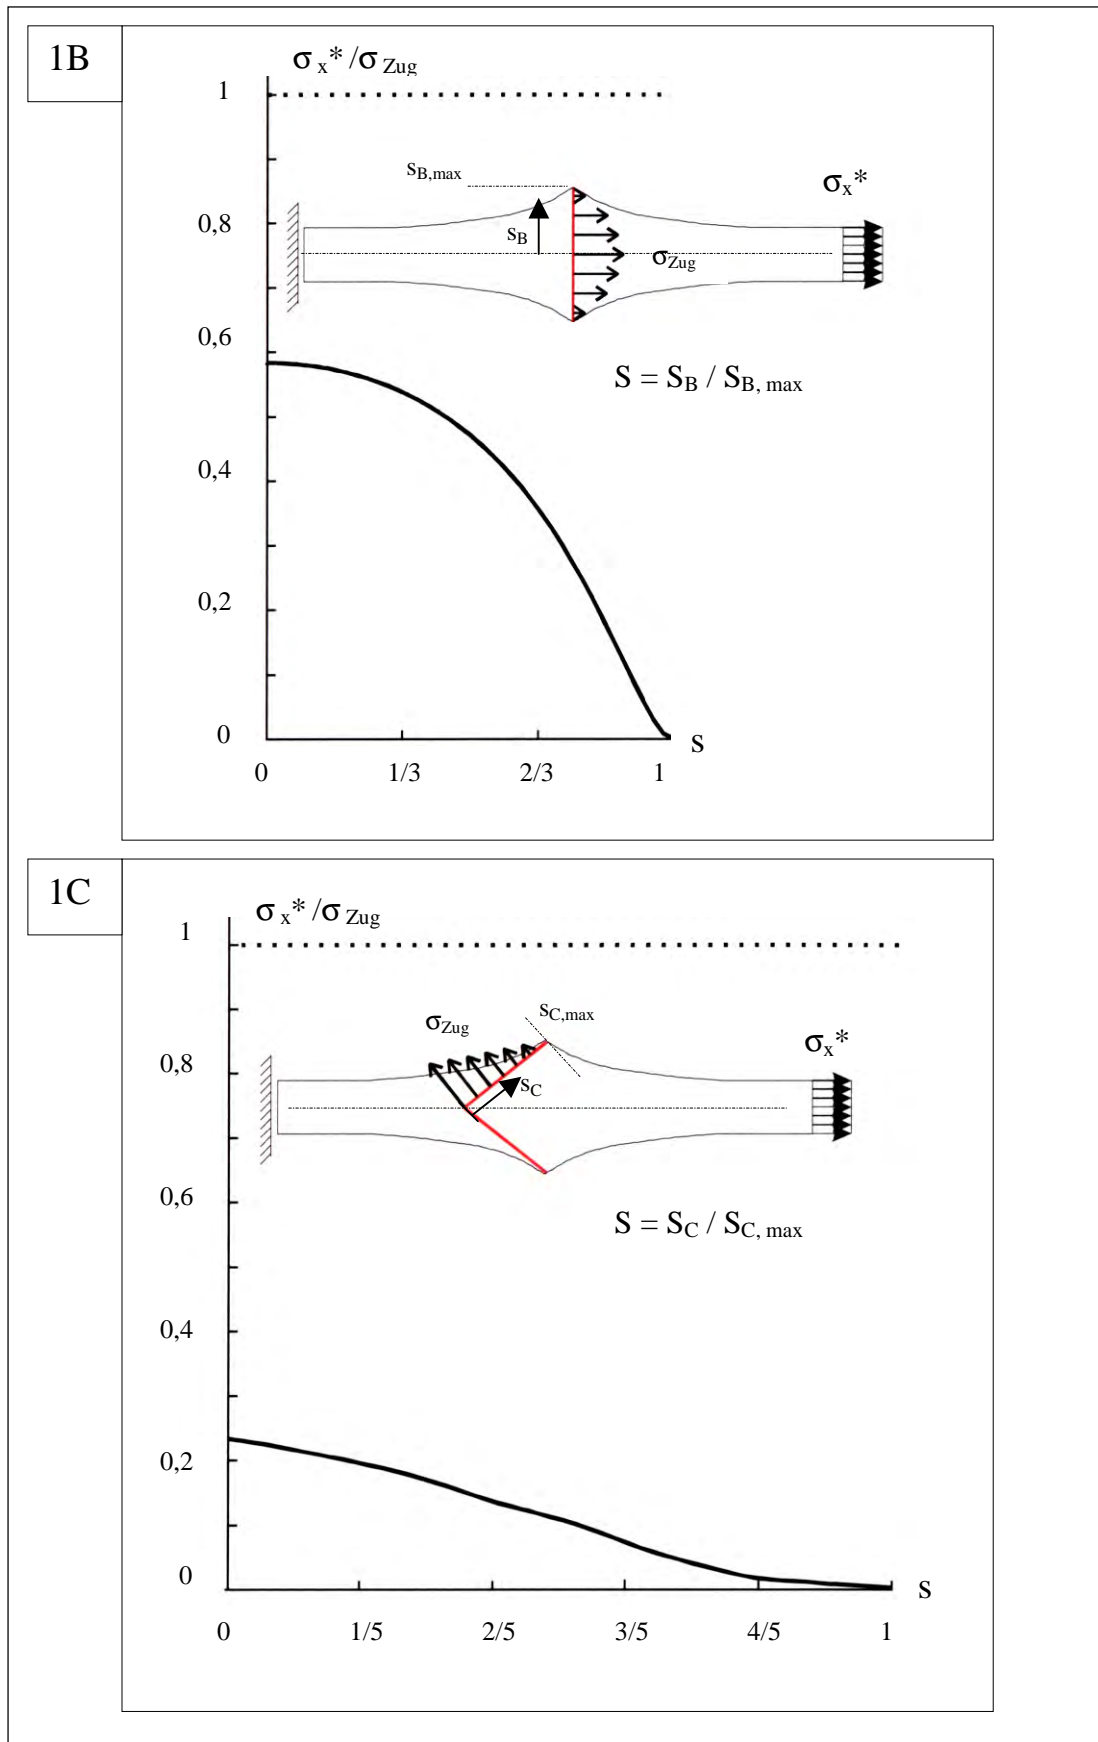 1B
σx*/σZug
1
sB,max
σx*
0,8
sB
σZug
0,6
S = SB / SB, max
0,4
0,2
0
s
0 1/3 2/3 1
1C
σx*/σZug
1
sC,max
σZug
σx*
0,8
sC
0,6
S = SC / SC, max
0,4
0,2
0
s
0 1/5 2/5 3/5 4/5 1